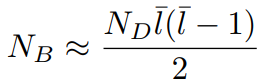 N_B ≈ \frac{N_D \bar{l}(\bar{l} - 1)}{2}